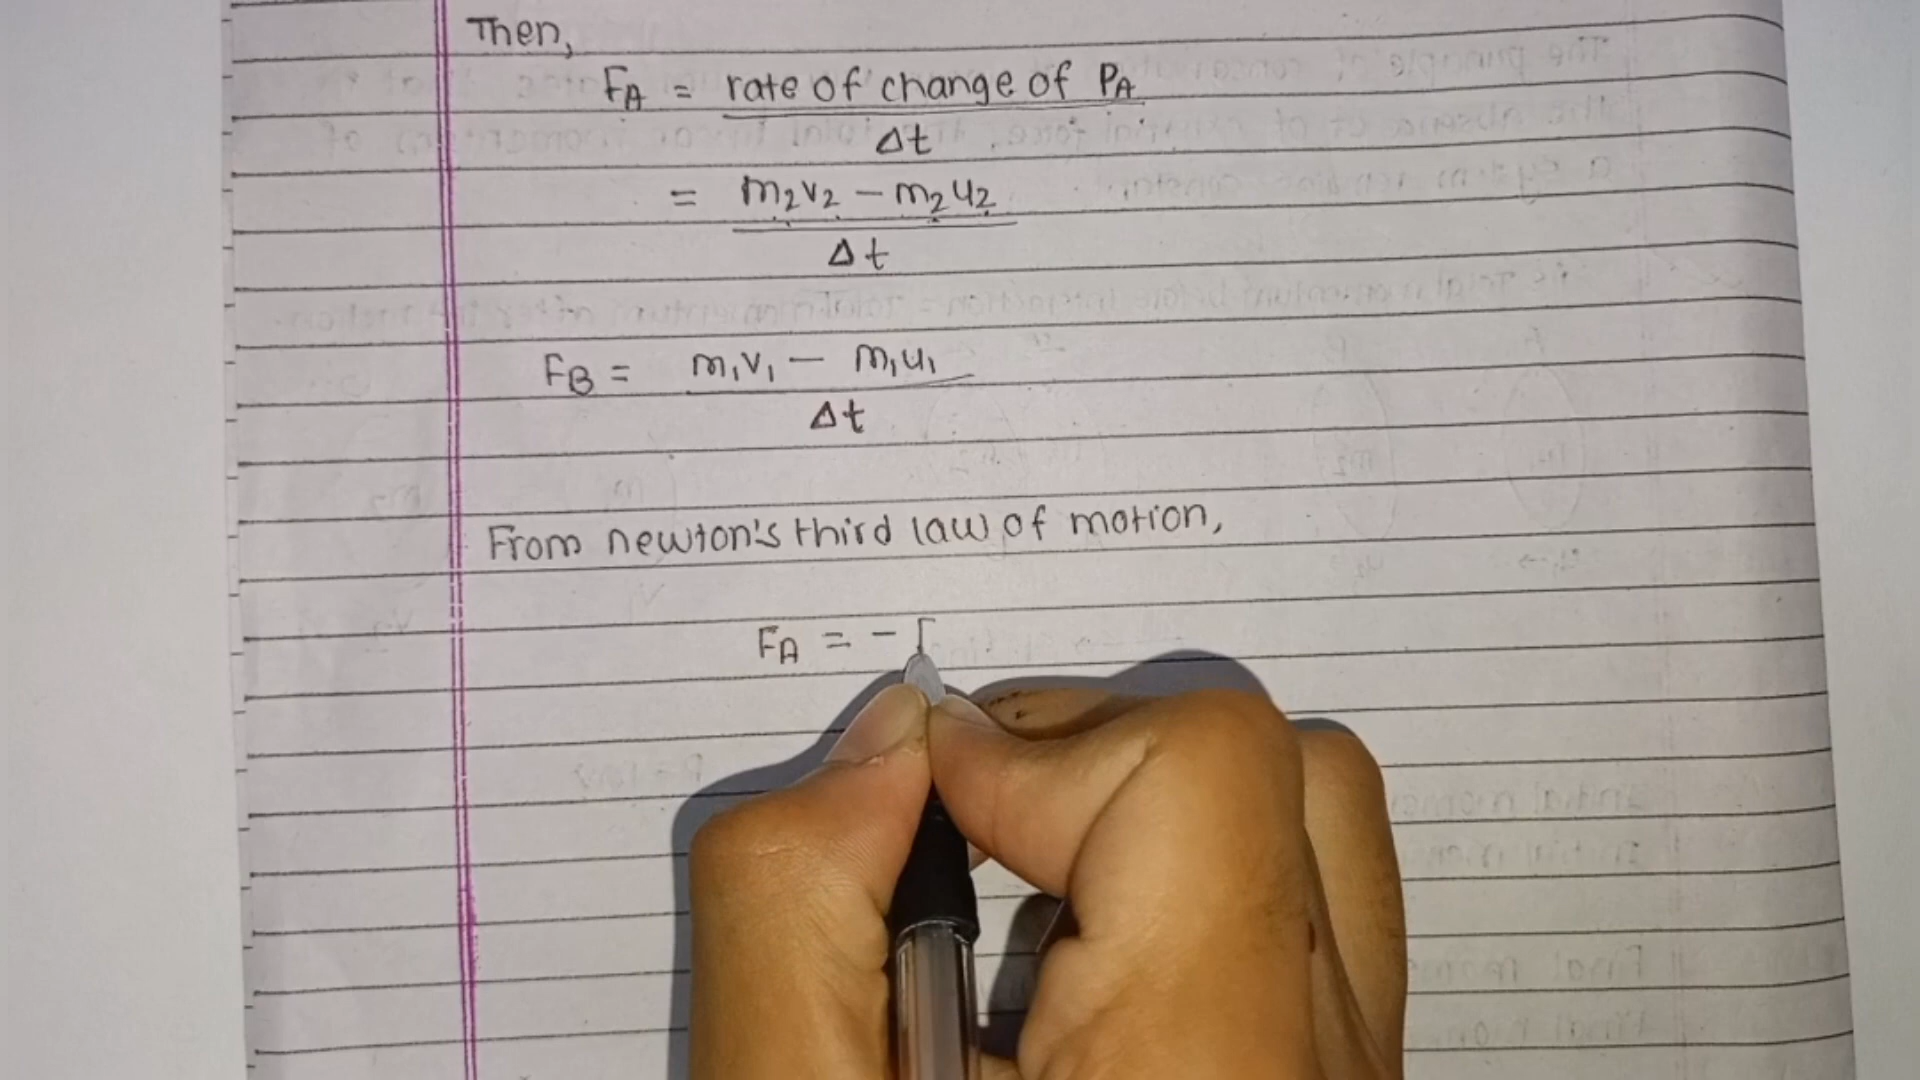 Then,
FA = rate of change of PA
Δt
= m2v2 - m2u2
Δt
FB = m1v1 - m1u1
Δt
From newton's third law of motion,
FA = -